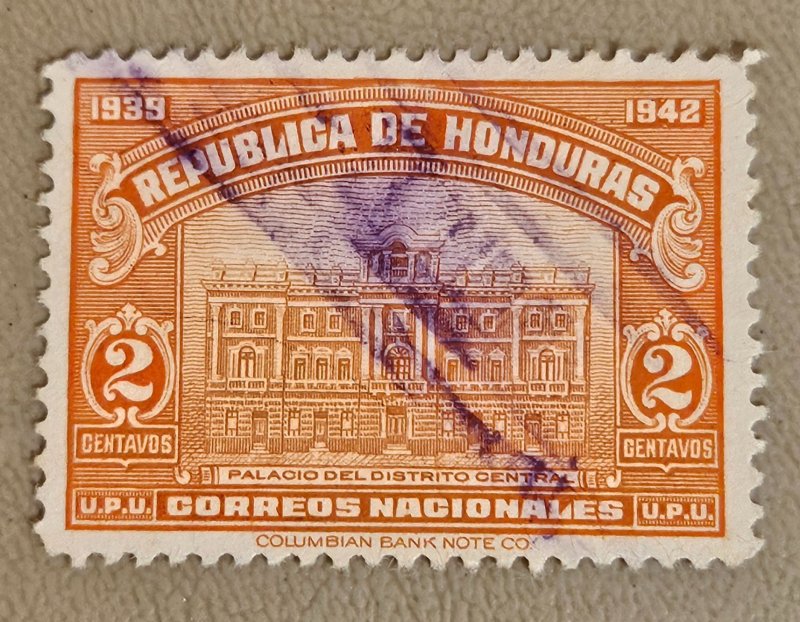 1939 1942
REPUBLICA DE HONDURAS
2 2
CENTAVOS CENTAVOS
PALACIO DEL DISTRITO CENTRAL
U.P.U. CORREOS NACIONALES U.P.U.
COLUMBIAN BANK NOTE CO.